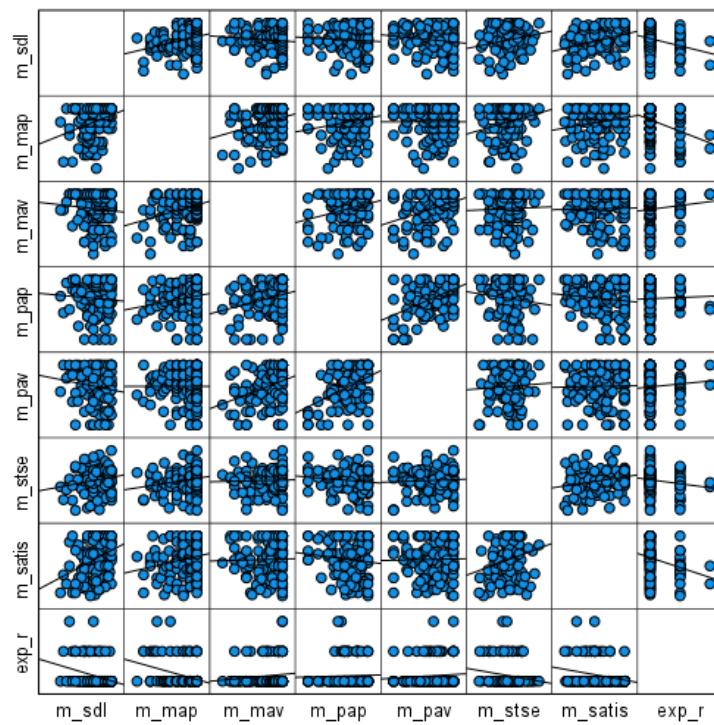 m_sdl
m_map
m_mav
m_pap
m_pav
m_stse
m_satis
exp_r
m_sdl m_map m_mav m_pap m_pav m_stse m_satis exp_r